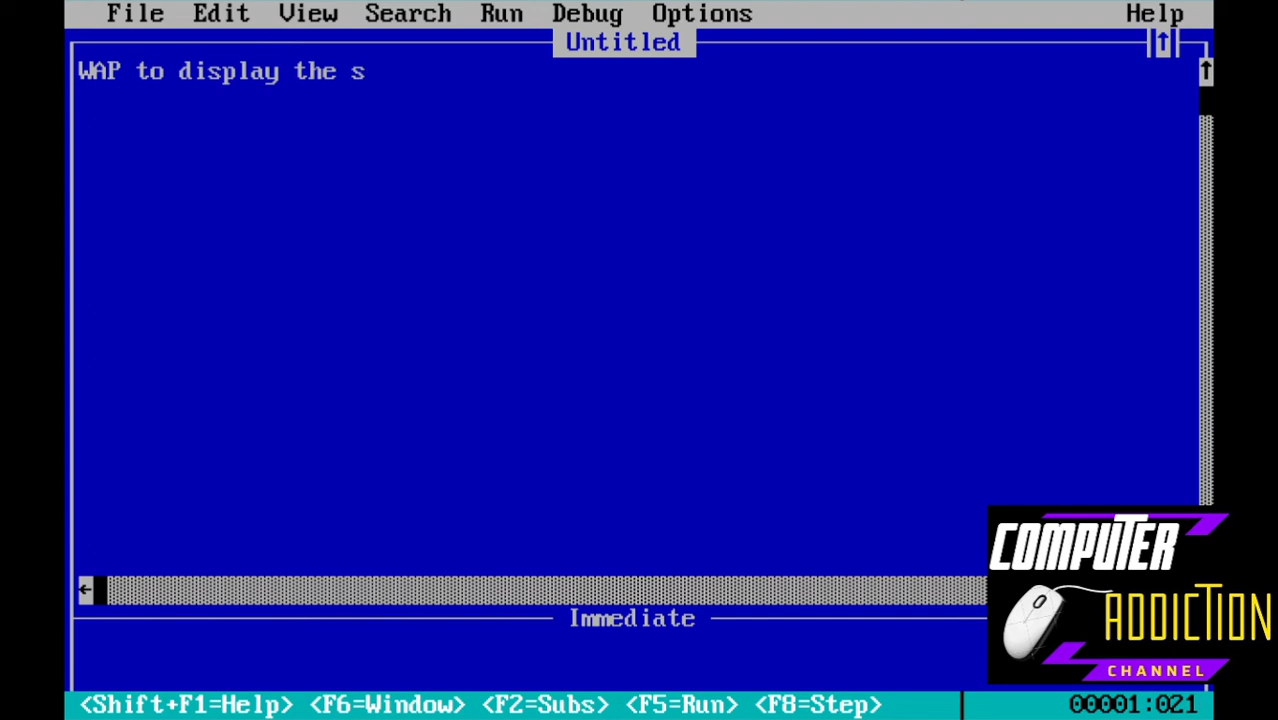 File Edit View Search Run Debug Options Help
Untitled
WAP to display the s
Immediate
<Shift+F1=Help> <F6=Window> <F2=Subs> <F5=Run> <F8=Step> 00001:021
COMPUTER
ADDICTION
CHANNEL